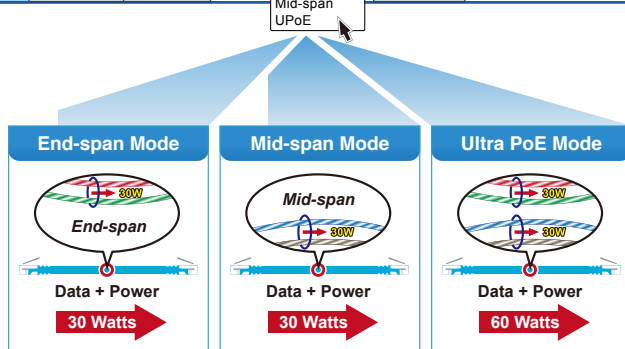 Mid-span
UPoE
End-span Mode
Mid-span Mode
Ultra PoE Mode
30W
End-span
Mid-span
30W
30W
30W
Data + Power
Data + Power
Data + Power
30 Watts
30 Watts
60 Watts